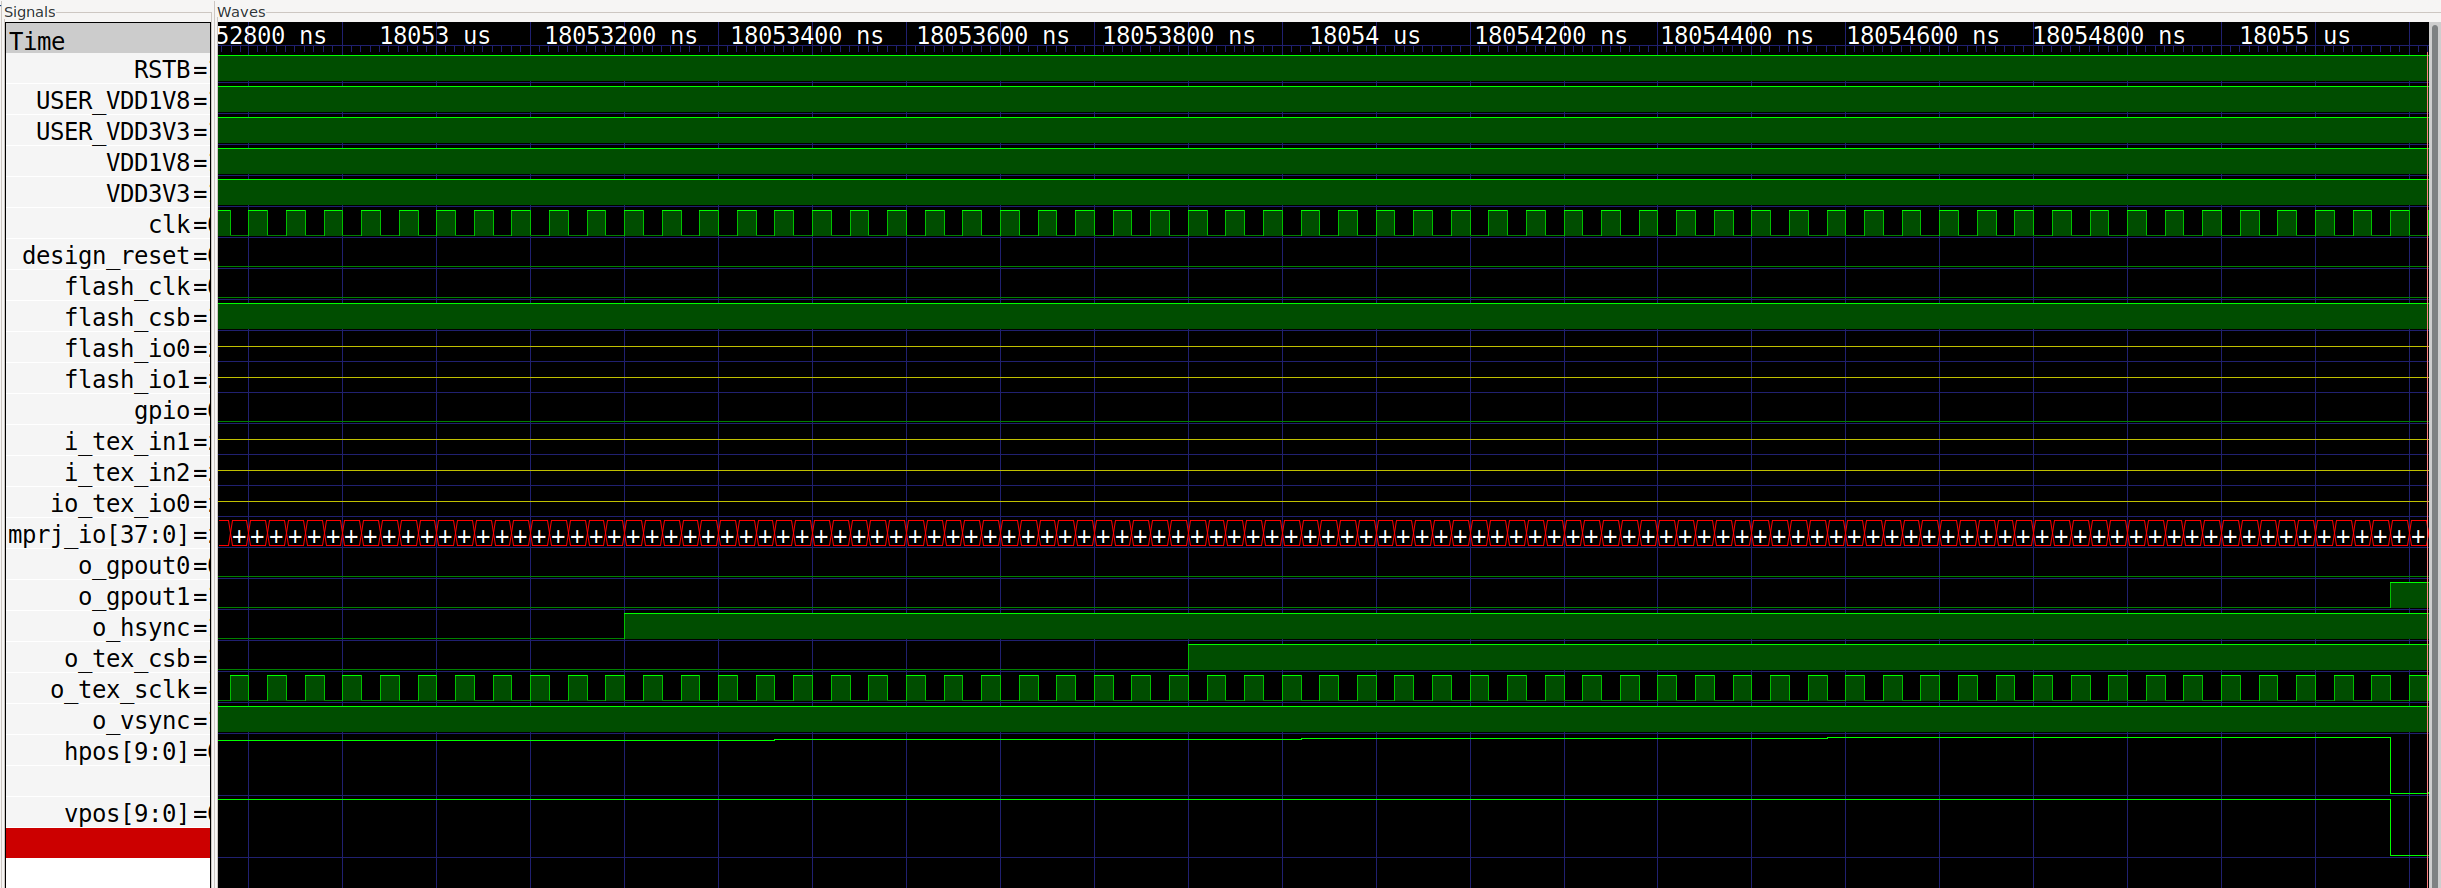 Signals
Waves
Time
52800 ns 18053 us 18053200 ns 18053400 ns 18053600 ns 18053800 ns 18054 us 18054200 ns 18054400 ns 18054600 ns 18054800 ns 18055 us
RSTB=
USER_VDD1V8=
USER_VDD3V3=
VDD1V8=
VDD3V3=
clk=
design_reset=
flash_clk=
flash_csb=
flash_io0=
flash_io1=
gpio=
i_tex_in1=
i_tex_in2=
io_tex_io0=
mprj_io[37:0]=
o_gpout0=
o_gpout1=
o_hsync=
o_tex_csb=
o_tex_sclk=
o_vsync=
hpos[9:0]=
vpos[9:0]=